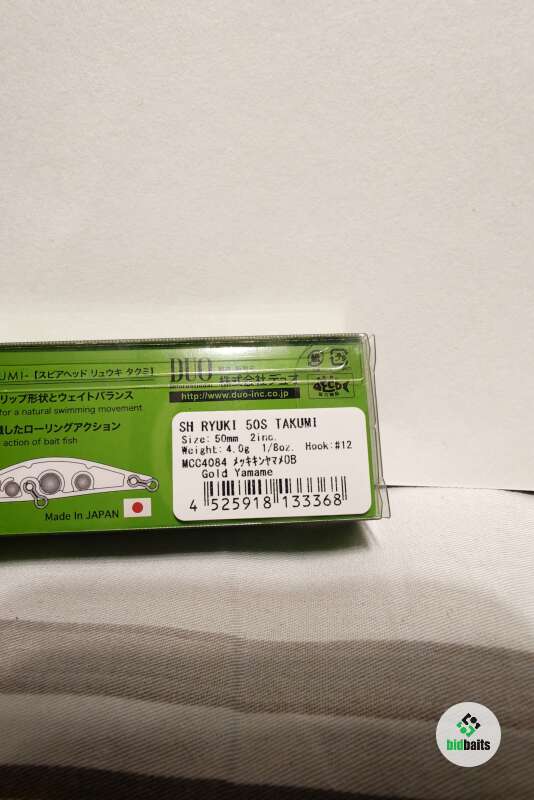 UMI-【スピアヘッド リュウキ タクミ】
リップ形状とウェイトバランス
for a natural swimming movement
したローリングアクション
action of bait fish
Made in JAPAN
DUO
International
株式会社デュオ
http://www.duo-inc.co.jp
紙
プラ
SH RYUKI 50S TAKUMI
Size: 50mm 2inc.
Weight: 4.0g 1/8oz. Hook:#12
MCC4084 メッキキンヤマメOB
Gold Yamame
4 525918 133368
bidbaits